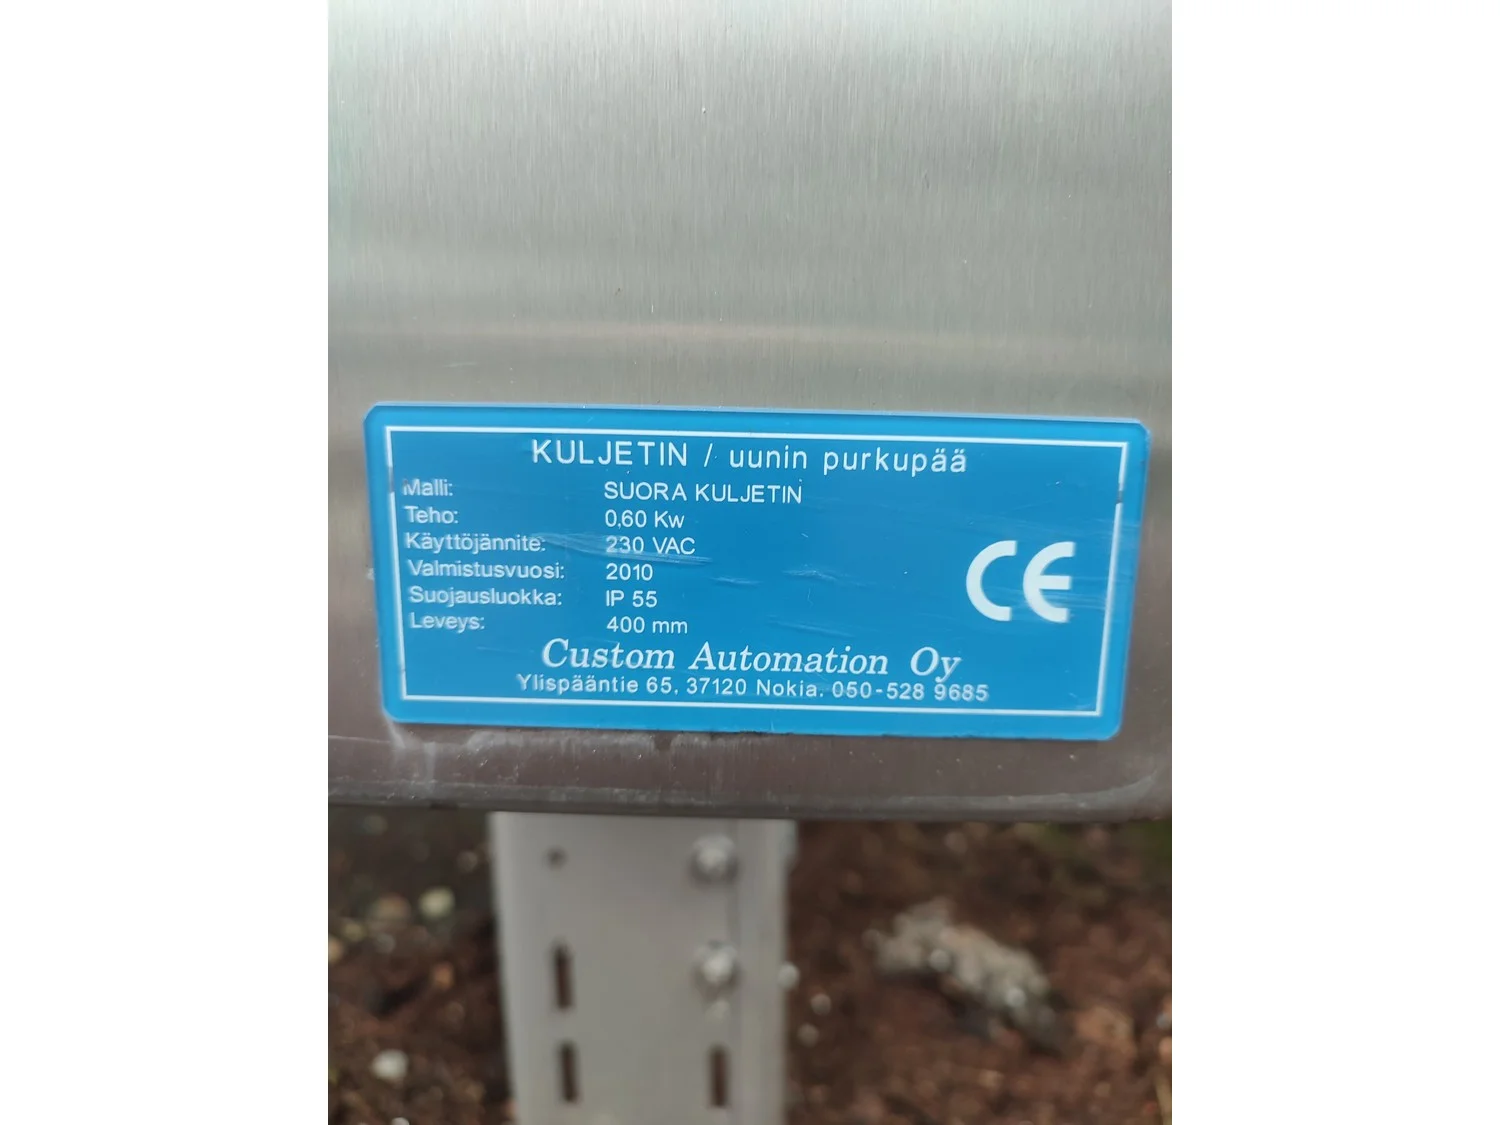 KULJETIN / uunin purkupää
Malli: SUORA KULJETIN
Teho: 0,60 Kw
Käyttöjännite: 230 VAC
Valmistusvuosi: 2010
Suojausluokka: IP 55
Leveys: 400 mm
CE
Custom Automation Oy
Ylispääntie 65, 37120 Nokia. 050-528 9685